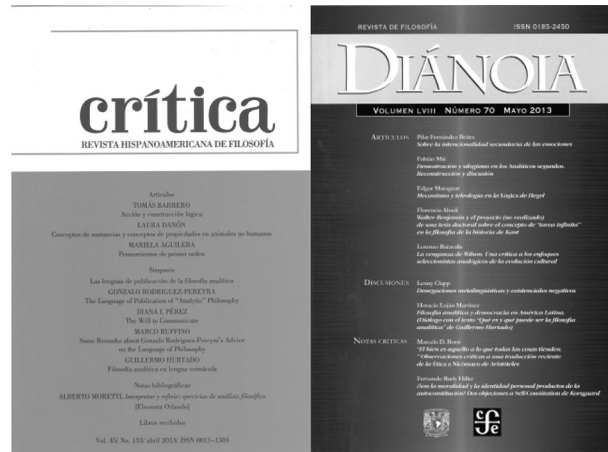 crítica
REVISTA HISPANOAMERICANA DE FILOSOFÍA
Artículos
TOMÁS BARRERO
Acción y construcción lógica
LAURA DANÓN
Conceptos de sustancias y conceptos de propiedades en animales no humanos
MARIELA AGUILERA
Pensamientos de primer orden
Simposio
Las lenguas de publicación de la filosofía analítica
GONZALO RODRIGUEZ-PEREYRA
The Language of Publication of "Analytic" Philosophy
DIANA I. PÉREZ
The Will to Communicate
MARCO RUFFINO
Some Remarks about Gonzalo Rodriguez-Pereyra's Advice
on the Language of Philosophy
GUILLERMO HURTADO
Filosofía analítica en lengua vernácula
Notas bibliográficas
ALBERTO MORETTI, Interpretar y referir: ejercicios de análisis filosófico
[Eleonora Orlando]
Libros recibidos
Vol. 45/ No. 133/ abril 2013/ ISSN 0011–1503
REVISTA DE FILOSOFÍA ISSN 0185-2450
DIÁNOIA
VOLUMEN LVIII NÚMERO 70 MAYO 2013
ARTÍCULOS Pilar Fernández Beites
Sobre la intencionalidad secundaria de las emociones
Fabián Mié
Demostración y silogismo en los Analíticos segundos.
Reconstrucción y discusión
Edgar Maraguat
Mecanismo y teleología en la Lógica de Hegel
Florencia Abadi
Walter Benjamin y el proyecto (no realizado)
de una tesis doctoral sobre el concepto de "tarea infinita"
en la filosofía de la historia de Kant
Lorenzo Baravalle
La venganza de Wilson. Una crítica a los enfoques
seleccionistas analógicos de la evolución cultural
DISCUSIONES Lenny Clapp
Denegaciones metalingüísticas y existenciales negativos
Horacio Luján Martínez
Filosofía analítica y democracia en América Latina.
(Diálogo con el texto "Qué es y qué puede ser la filosofía
analítica" de Guillermo Hurtado)
NOTAS CRÍTICAS Marcelo D. Boeri
"El bien es aquello a lo que todas las cosas tienden.
"Observaciones críticas a una traducción reciente
de la Ética a Nicómaco de Aristóteles
Fernando Rudy Hiller
¿Son la moralidad y la identidad personal productos de la
autoconstitución? Dos objeciones a Self-Constitution de Korsgaard
cfe